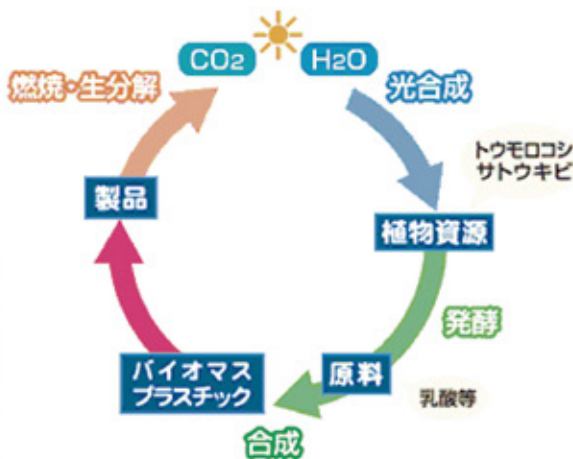 CO2
H2O
光合成
トウモロコシ
サトウキビ
植物資源
発酵
原料
乳酸等
合成
バイオマス
プラスチック
製品
燃焼・生分解